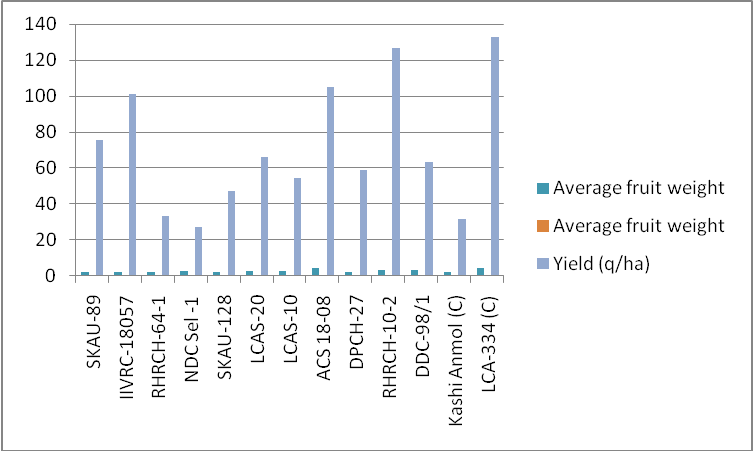 140
120
100
80
60
40
20
0
SKAU-89
IIVRC-18057
RHRCH-64-1
NDC Sel -1
SKAU-128
LCAS-20
LCAS-10
ACS 18-08
DPCH-27
RHRCH-10-2
DDC-98/1
Kashi Anmol (C)
LCA-334 (C)
Average fruit weight
Average fruit weight
Yield (q/ha)